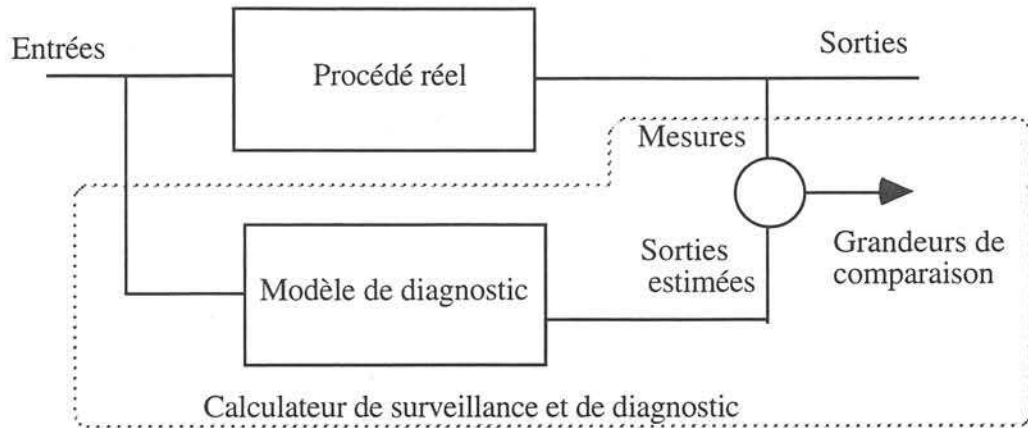 Entrées
Procédé réel
Sorties
Mesures
Sorties
estimées
Grandeurs de
comparaison
Modèle de diagnostic
Calculateur de surveillance et de diagnostic